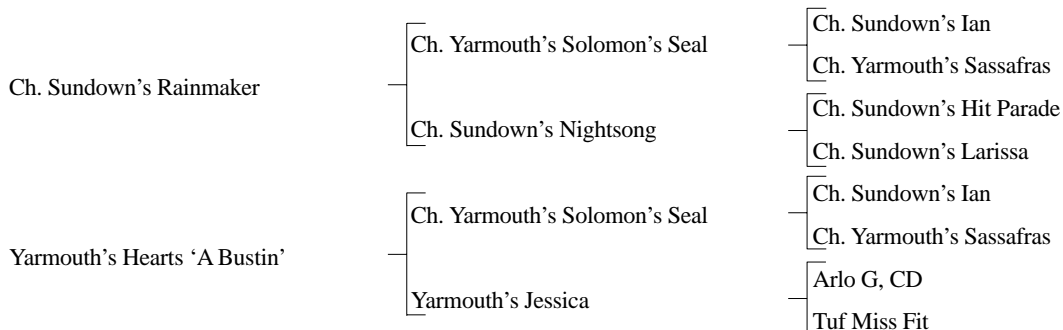 Ch. Sundown’s Rainmaker
Ch. Yarmouth’s Solomon’s Seal
Ch. Sundown’s Ian
Ch. Yarmouth’s Sassafras
Ch. Sundown’s Nightsong
Ch. Sundown’s Hit Parade
Ch. Sundown’s Larissa
Yarmouth’s Hearts ‘A Bustin’
Ch. Yarmouth’s Solomon’s Seal
Ch. Sundown’s Ian
Ch. Yarmouth’s Sassafras
Yarmouth’s Jessica
Arlo G, CD
Tuf Miss Fit